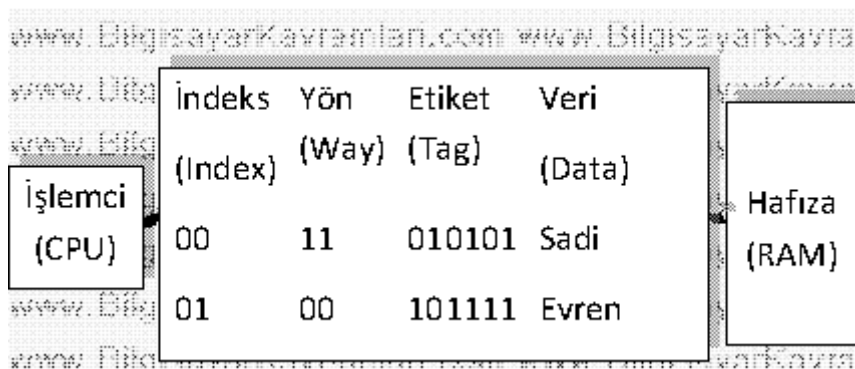 www.BilgisayarKavramlari.com www.BilgisayarKavra
İndeks Yön Etiket Veri
(Index) (Way) (Tag) (Data)
İşlemci
(CPU)
00 11 010101 Sadi
01 00 101111 Evren
Hafıza
(RAM)